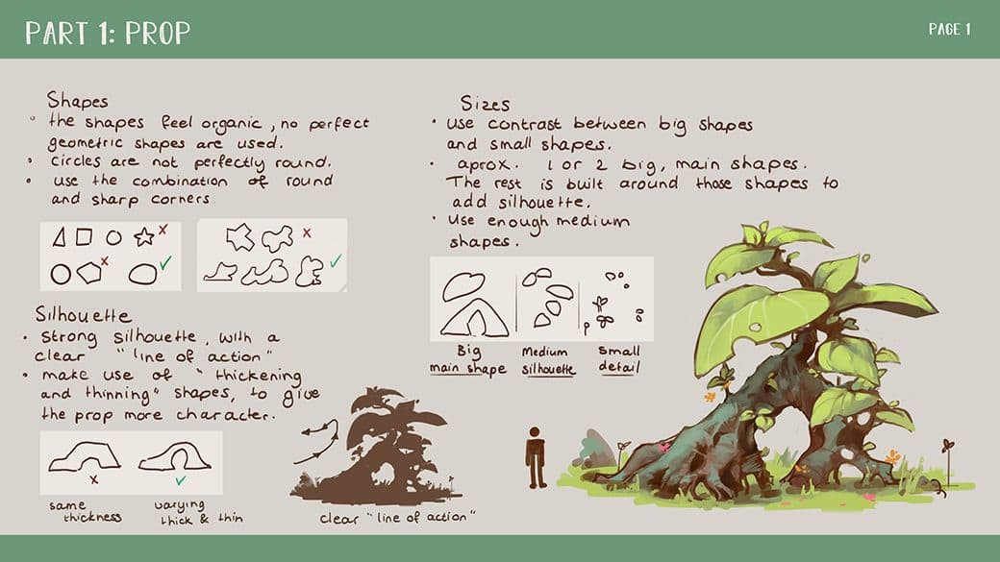 PART 1: PROP
PAGE 1
Shapes
• the shapes feel organic, no perfect
geometric shapes are used.
• circles are not perfectly round.
• use the combination of round
and sharp corners
Silhouette
• Strong silhouette, with a
clear "line of action"
• make use of "thickening
and thinning" shapes, to give
the prop more character.
same
thickness
varying
thick & thin
clear "line of action"
Sizes
• use contrast between big shapes
and small shapes.
• aprox. 1 or 2 big, main shapes.
The rest is built around those shapes to
add silhouette.
• Use enough medium
shapes.
Big
main shape
Medium
silhouette
Small
detail